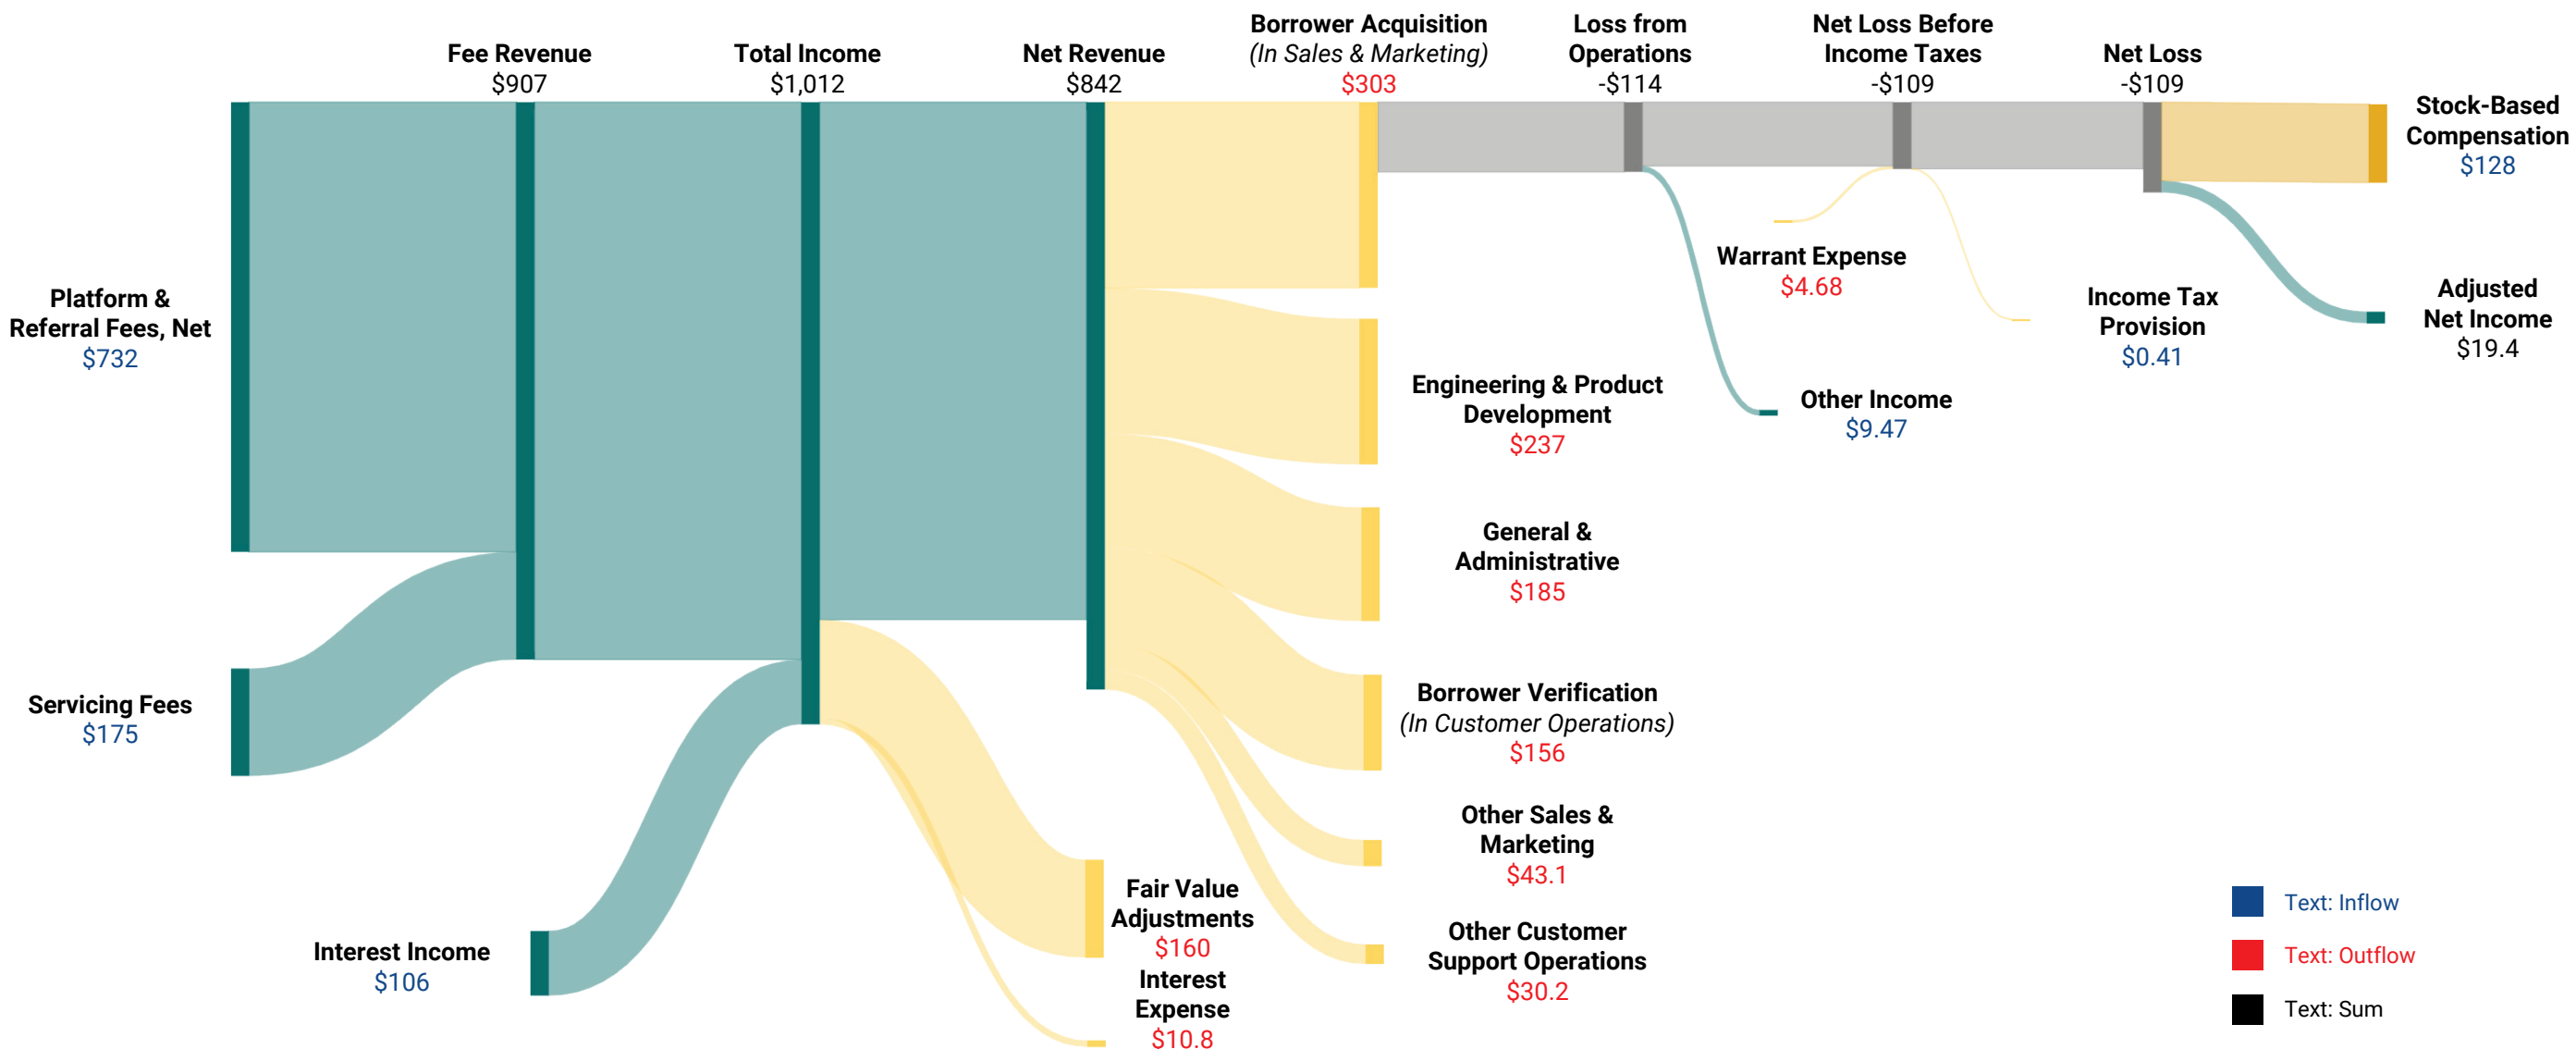 Fee Revenue
$907
Total Income
$1,012
Net Revenue
$842
Borrower Acquisition
(In Sales & Marketing)
$303
Loss from
Operations
-$114
Net Loss Before
Income Taxes
-$109
Net Loss
-$109
Stock-Based
Compensation
$128
Platform &
Referral Fees, Net
$732
Warrant Expense
$4.68
Income Tax
Provision
$0.41
Adjusted
Net Income
$19.4
Engineering & Product
Development
$237
Other Income
$9.47
General &
Administrative
$185
Servicing Fees
$175
Borrower Verification
(In Customer Operations)
$156
Other Sales &
Marketing
$43.1
Fair Value
Adjustments
$160
Interest Income
$106
Interest
Expense
$10.8
Other Customer
Support Operations
$30.2
Text: Inflow
Text: Outflow
Text: Sum